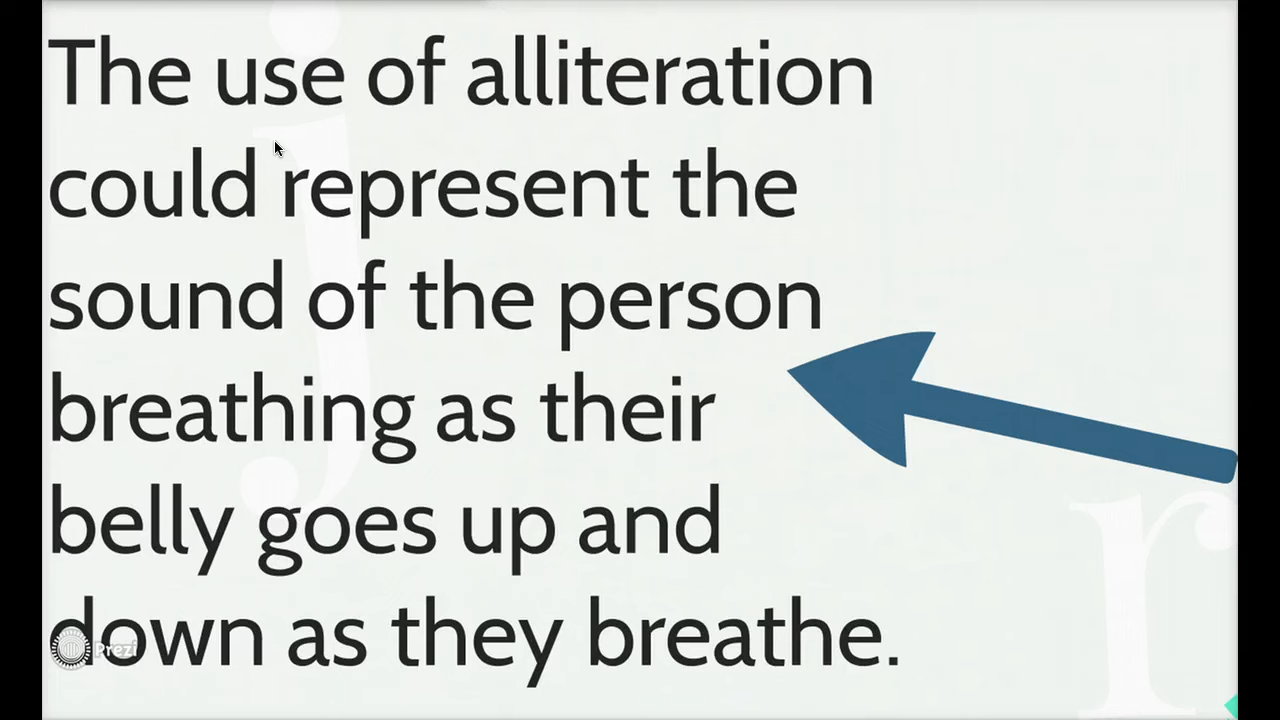 The use of alliteration
could represent the
sound of the person
breathing as their
belly goes up and
down as they breathe.
Prezi
j
r